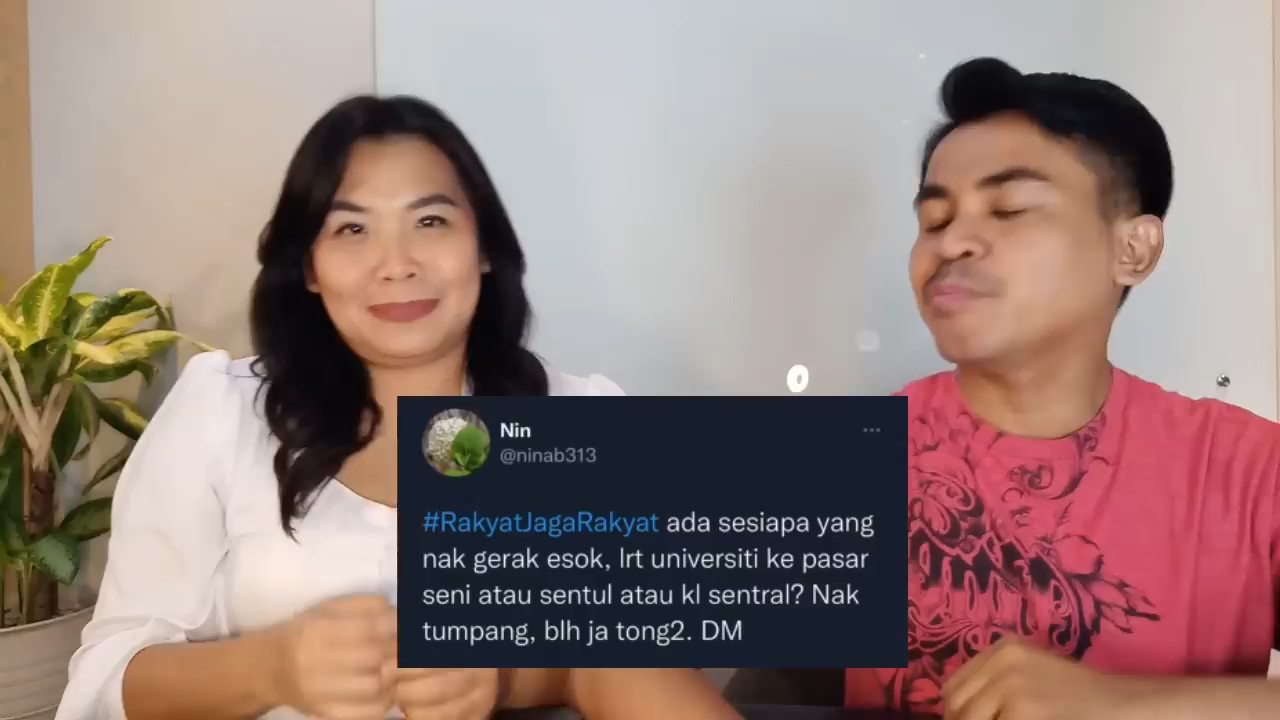 Nin
@ninab313
#RakyatJagaRakyat ada sesiapa yang
nak gerak esok, lrt universiti ke pasar
seni atau sentul atau kl sentral? Nak
tumpang, blh ja tong2. DM